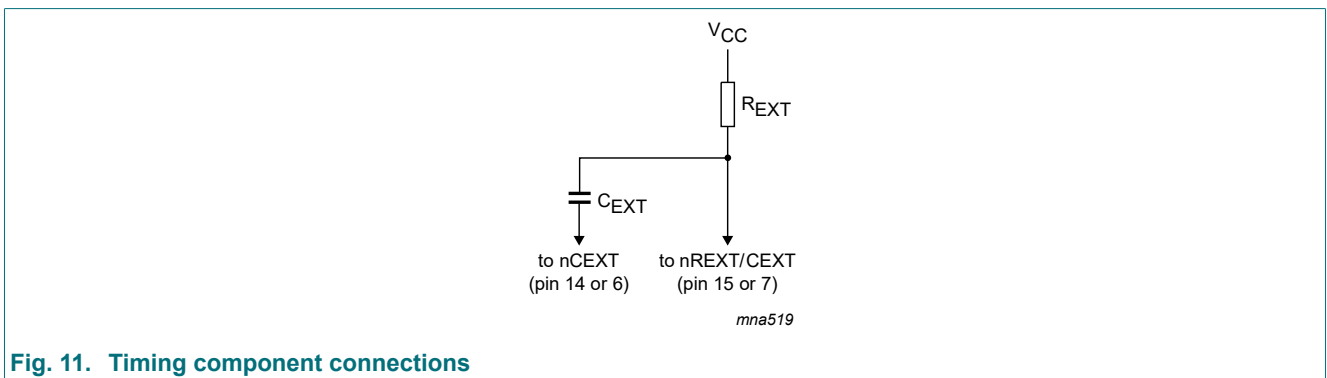 VCC
REXT
CEXT
to nCEXT
(pin 14 or 6)
to nREXT/CEXT
(pin 15 or 7)
mna519
Fig. 11. Timing component connections